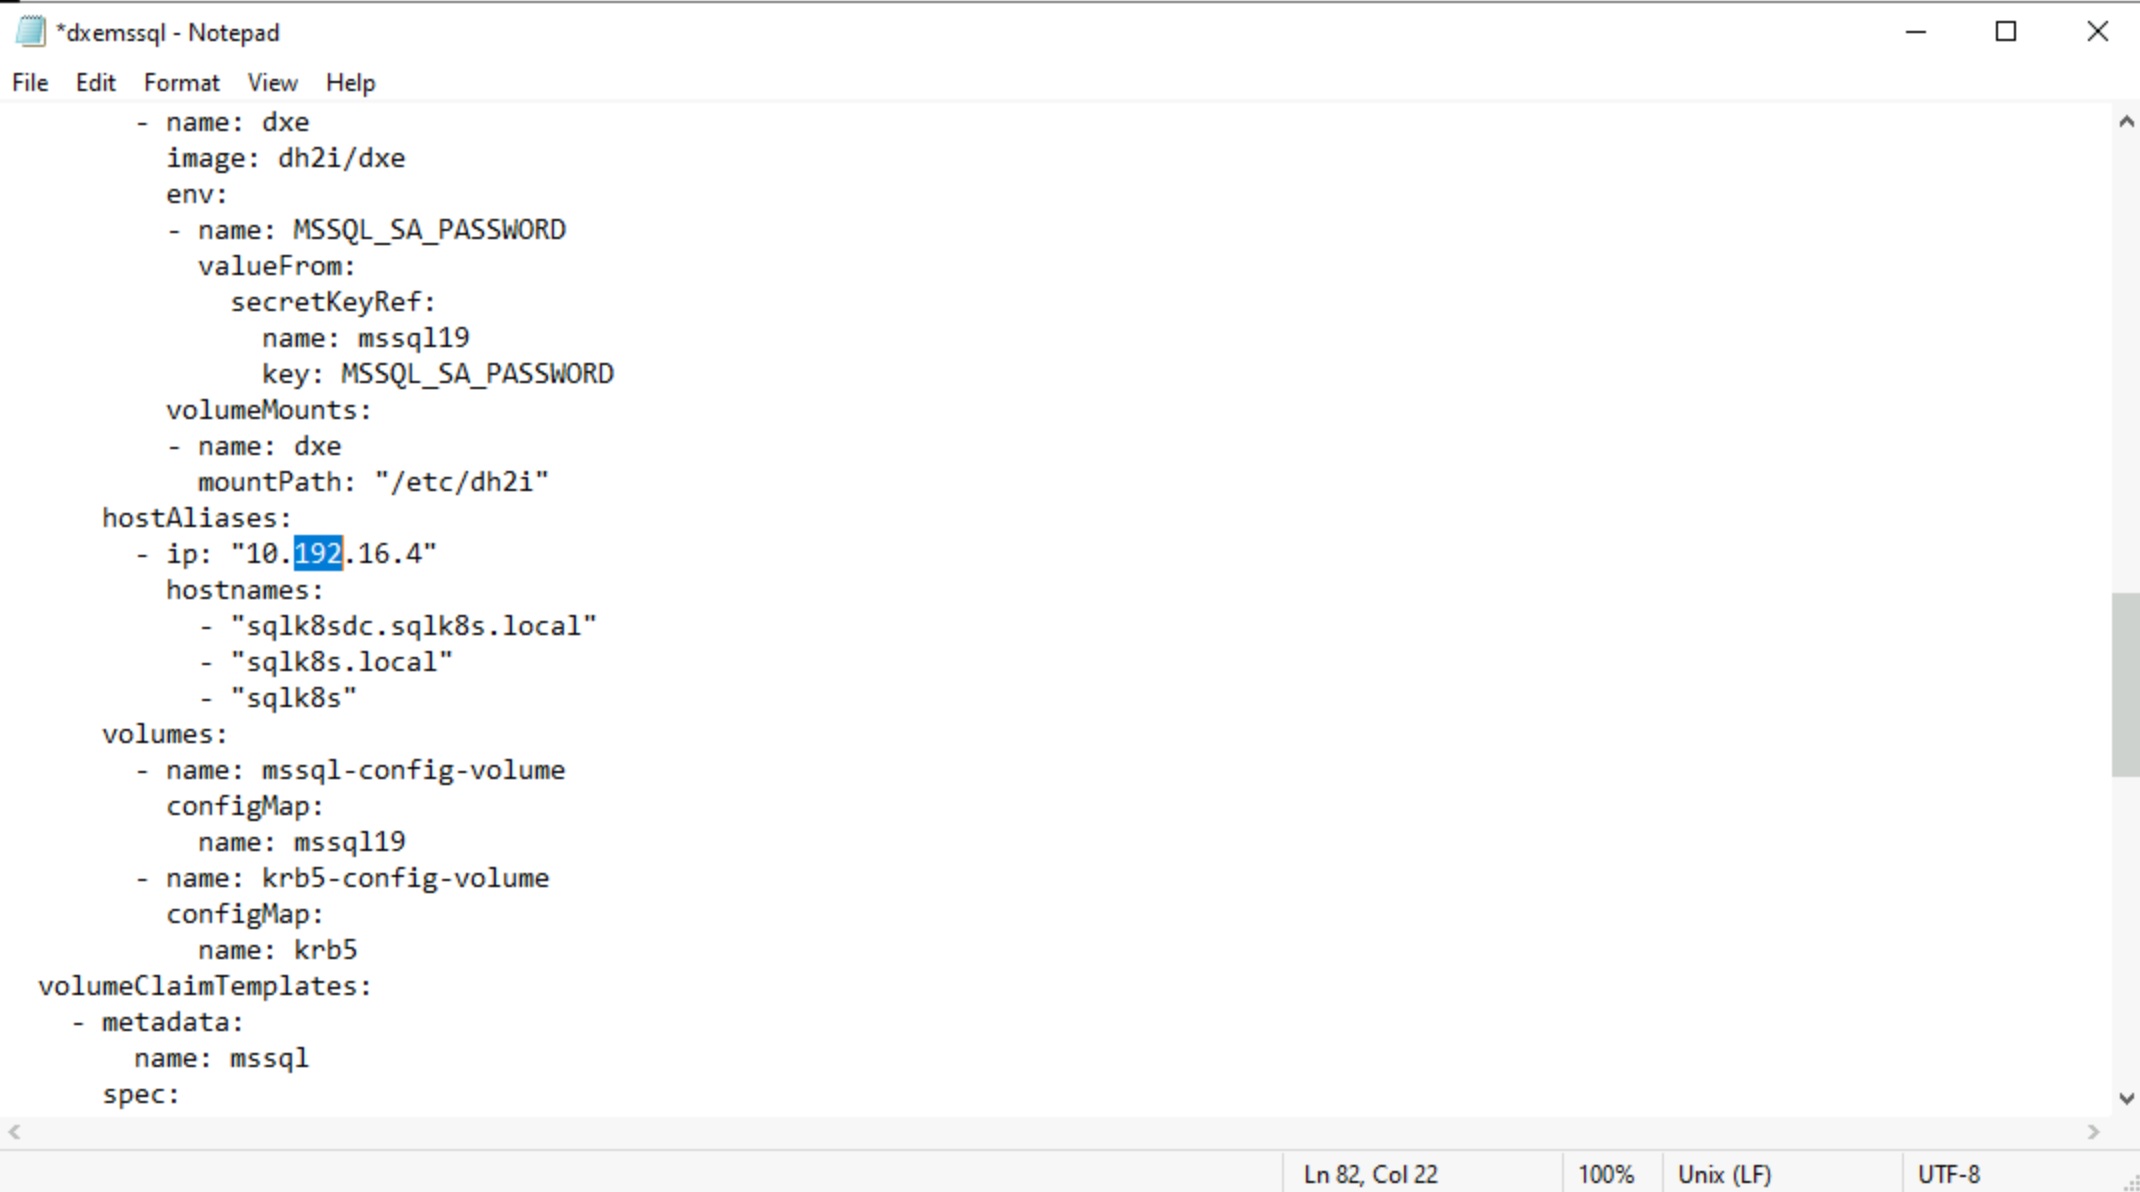 *dxemssql - Notepad
File Edit Format View Help
- name: dxe
image: dh2i/dxe
env:
- name: MSSQL_SA_PASSWORD
valueFrom:
secretKeyRef:
name: mssql19
key: MSSQL_SA_PASSWORD
volumeMounts:
- name: dxe
mountPath: "/etc/dh2i"
hostAliases:
- ip: "10.192.16.4"
hostnames:
- "sqlk8sdc.sqlk8s.local"
- "sqlk8s.local"
- "sqlk8s"
volumes:
- name: mssql-config-volume
configMap:
name: mssql19
- name: krb5-config-volume
configMap:
name: krb5
volumeClaimTemplates:
- metadata:
name: mssql
spec:
Ln 82, Col 22 100% Unix (LF) UTF-8